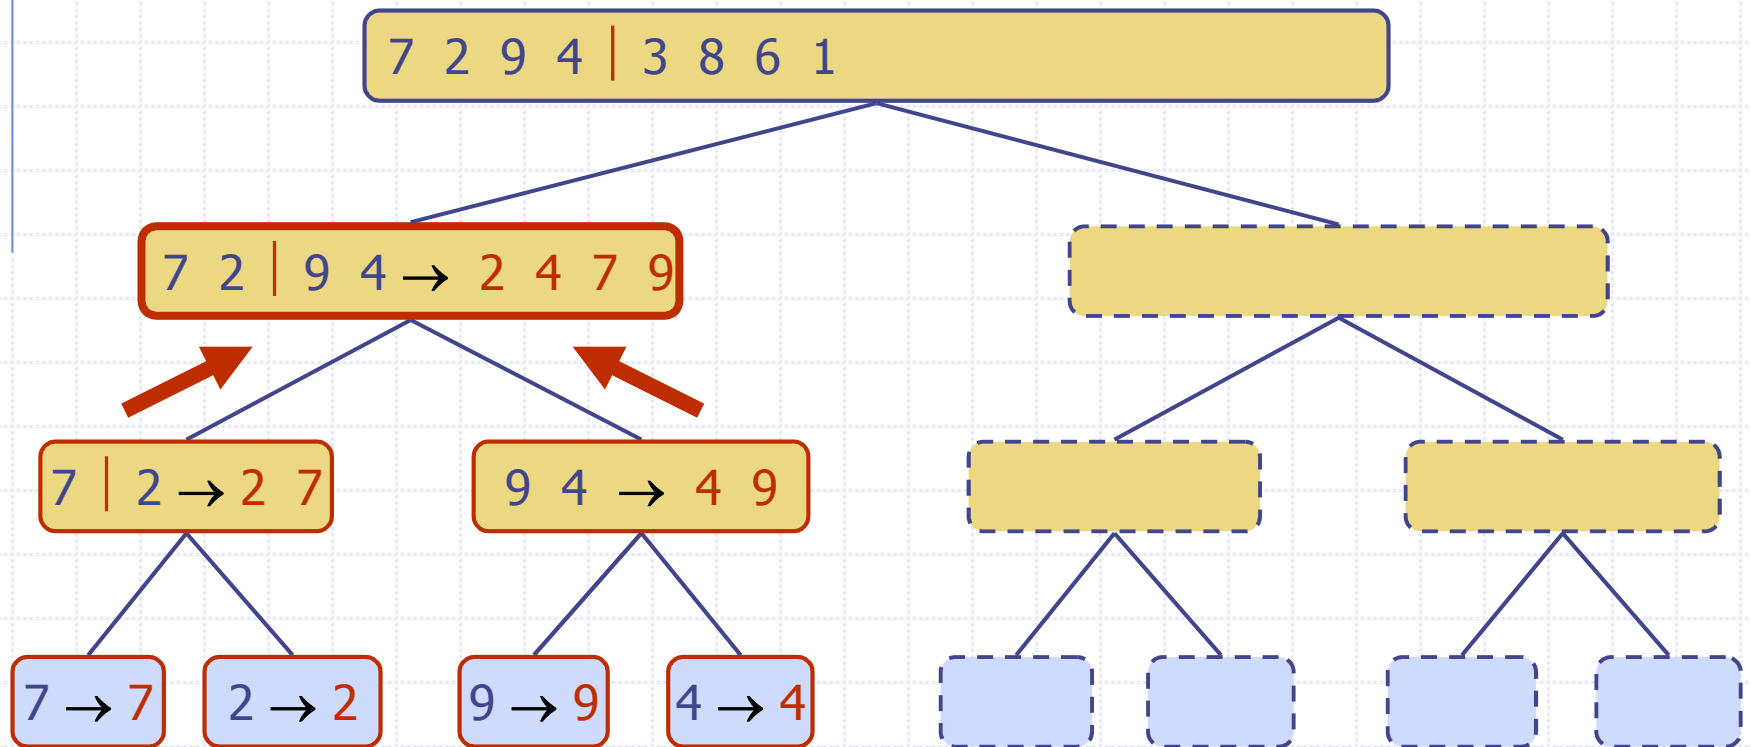 7 2 9 4 | 3 8 6 1
7 2 | 9 4 → 2 4 7 9
7 | 2 → 2 7
9 4 → 4 9
7 → 7
2 → 2
9 → 9
4 → 4